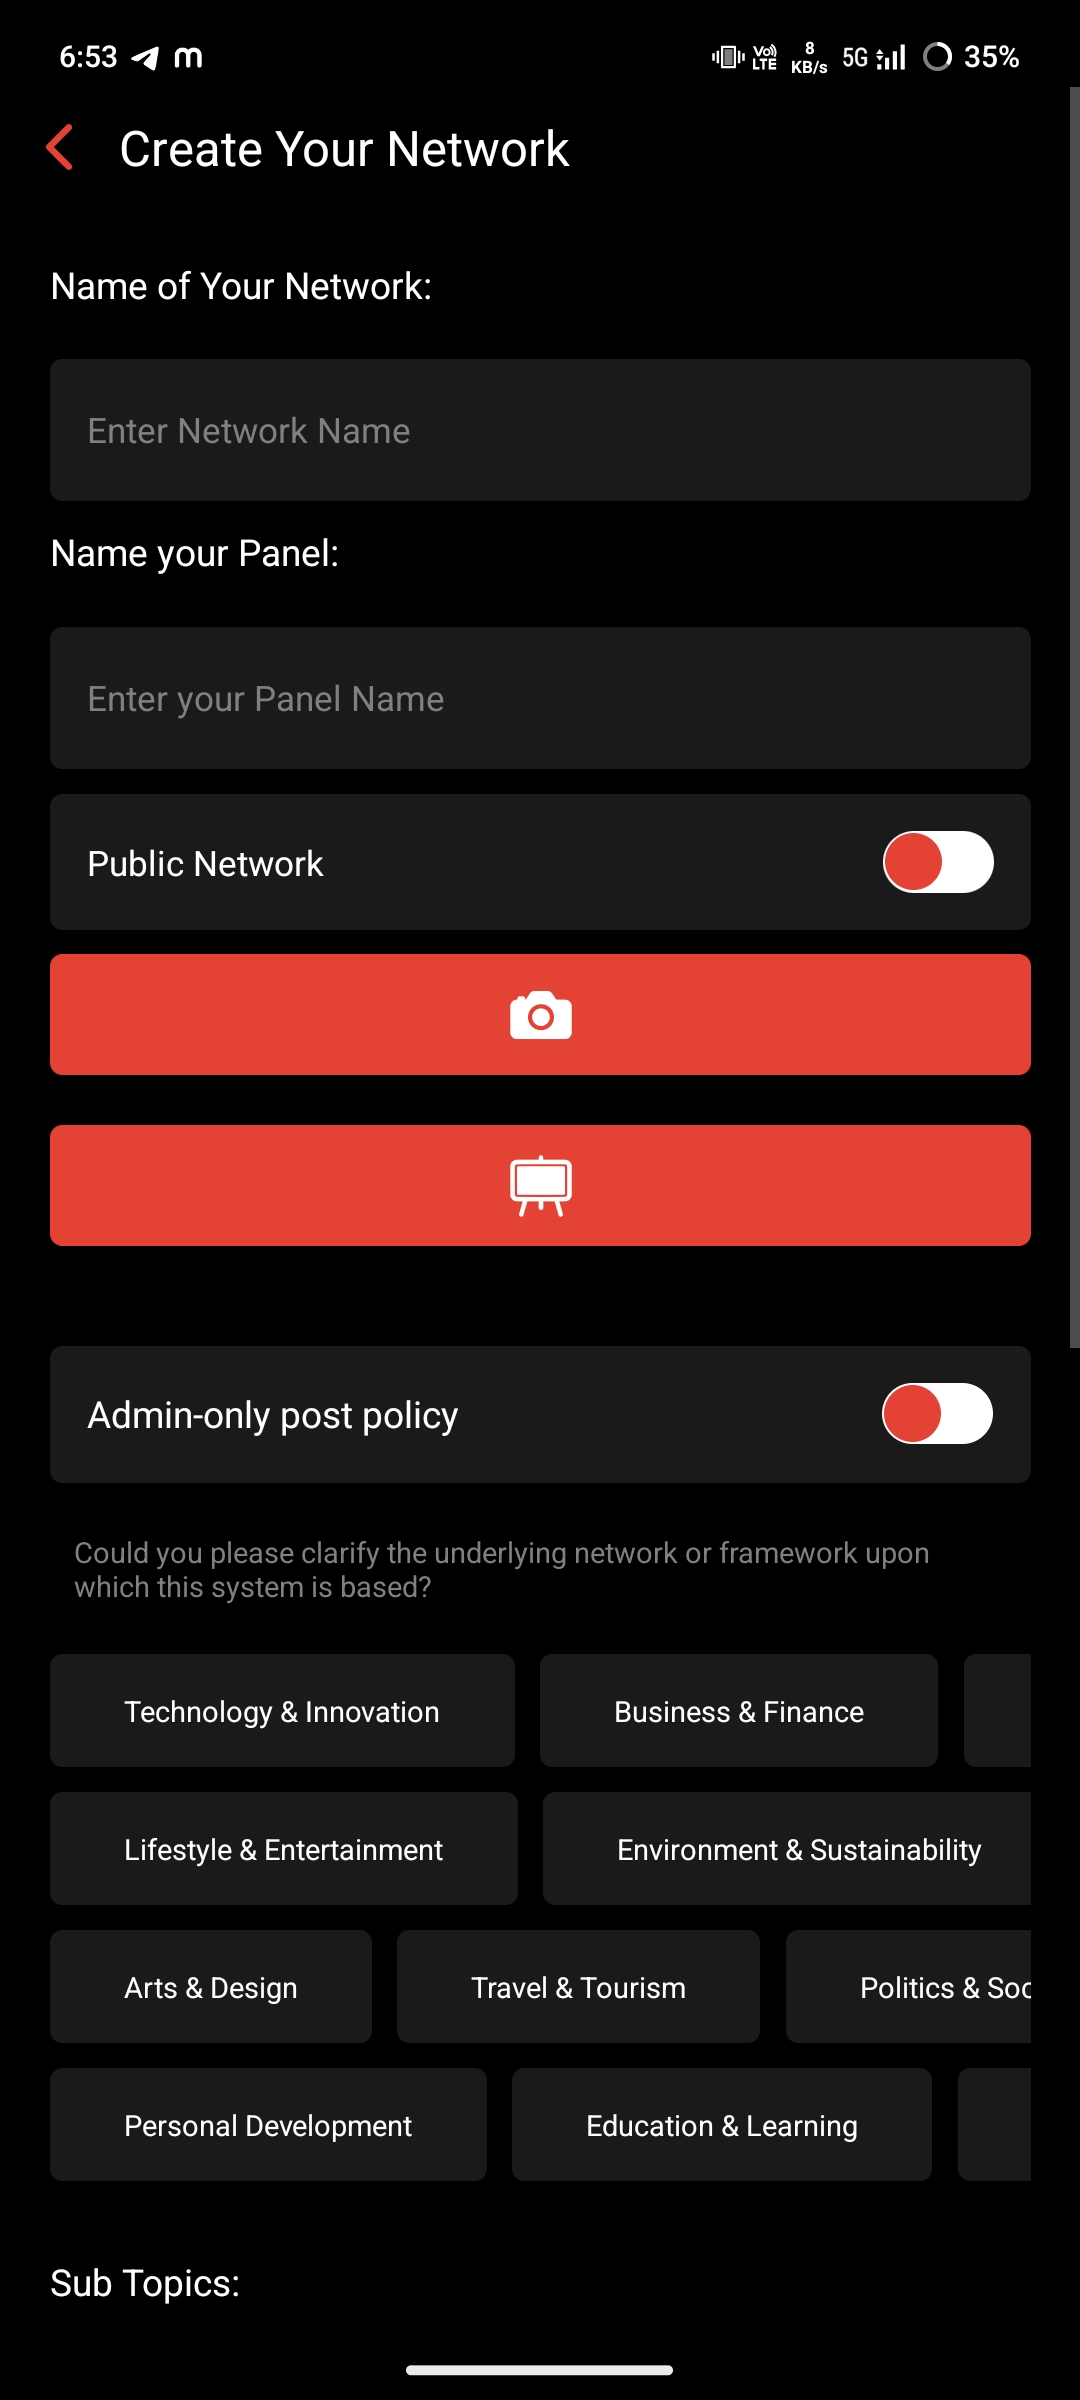 6:53
Vo) LTE 8 KB/s 5G 35%
Create Your Network
Name of Your Network:
Enter Network Name
Name your Panel:
Enter your Panel Name
Public Network
Admin-only post policy
Could you please clarify the underlying network or framework upon
which this system is based?
Technology & Innovation Business & Finance
Lifestyle & Entertainment Environment & Sustainability
Arts & Design Travel & Tourism Politics & Soc
Personal Development Education & Learning
Sub Topics: